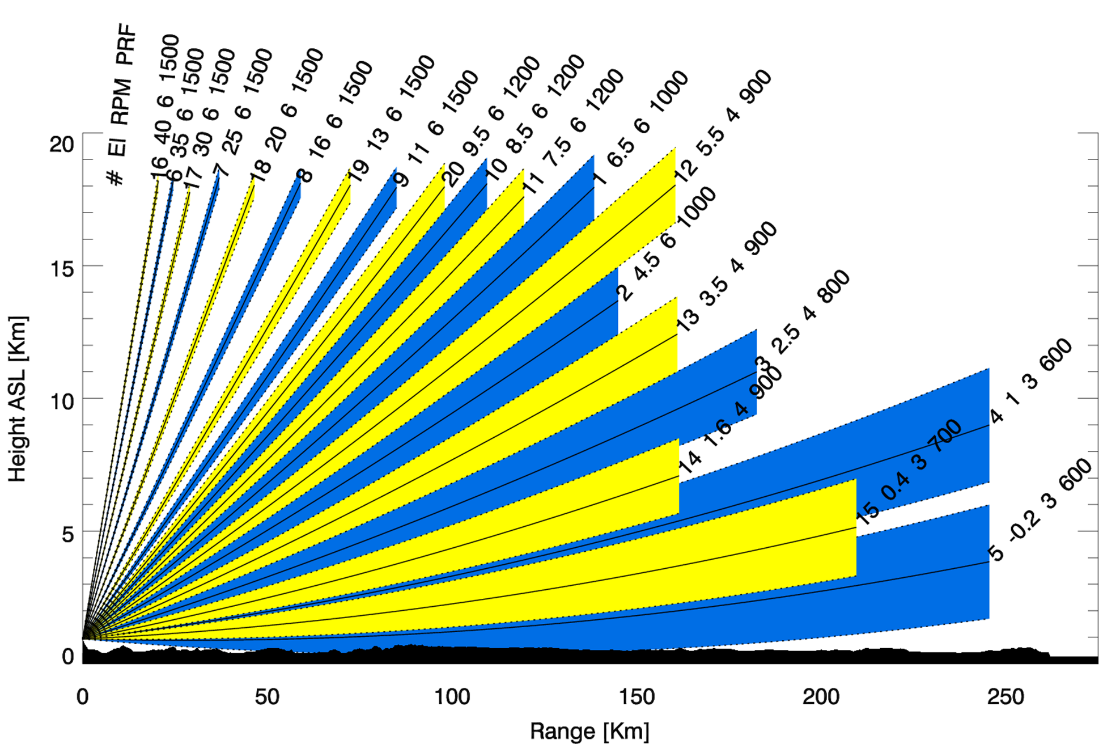 # El RPM PRF
16 40 6 1500
6 35 6 1500
17 30 6 1500
7 25 6 1500
18 20 6 1500
8 16 6 1500
19 13 6 1500
9 11 6 1500
20 9.5 6 1200
10 8.5 6 1200
11 7.5 6 1200
1 6.5 6 1000
12 5.5 4 900
2 4.5 6 1000
13 3.5 4 900
3 2.5 4 800
14 1.6 4 900
4 1 3 600
15 0.4 3 700
5 -0.2 3 600
20
15
10
5
0
Height ASL [Km]
0 50 100 150 200 250
Range [Km]